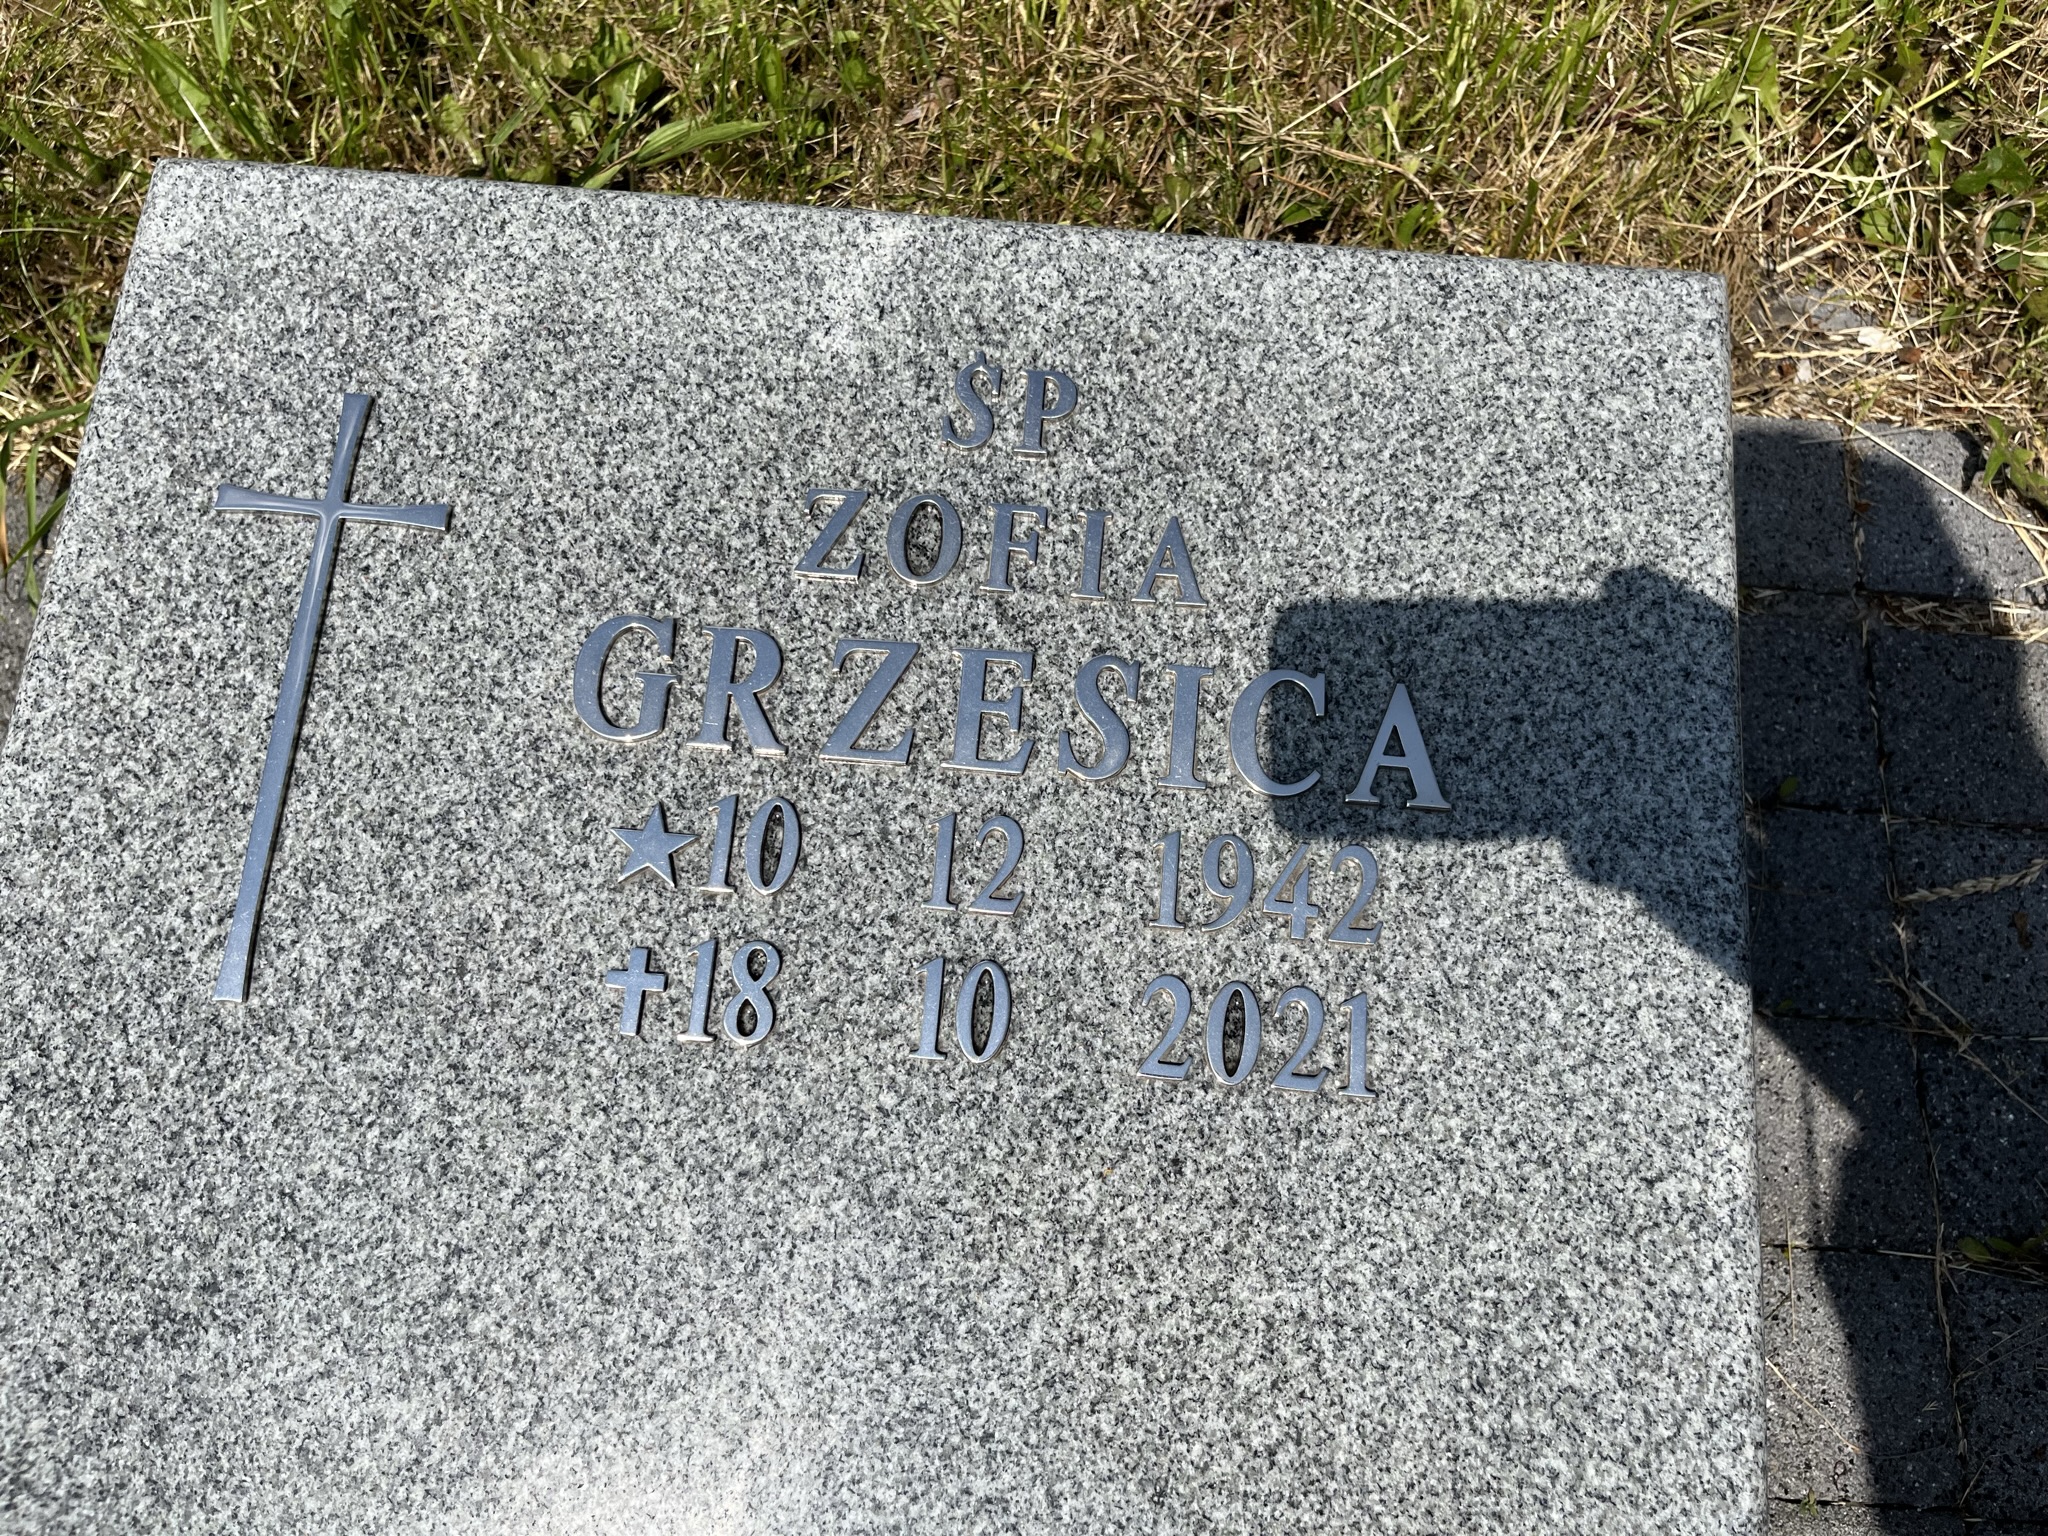 ŚP
ZOFIA
GRZESICA
★10 12 1942
✝18 10 2021